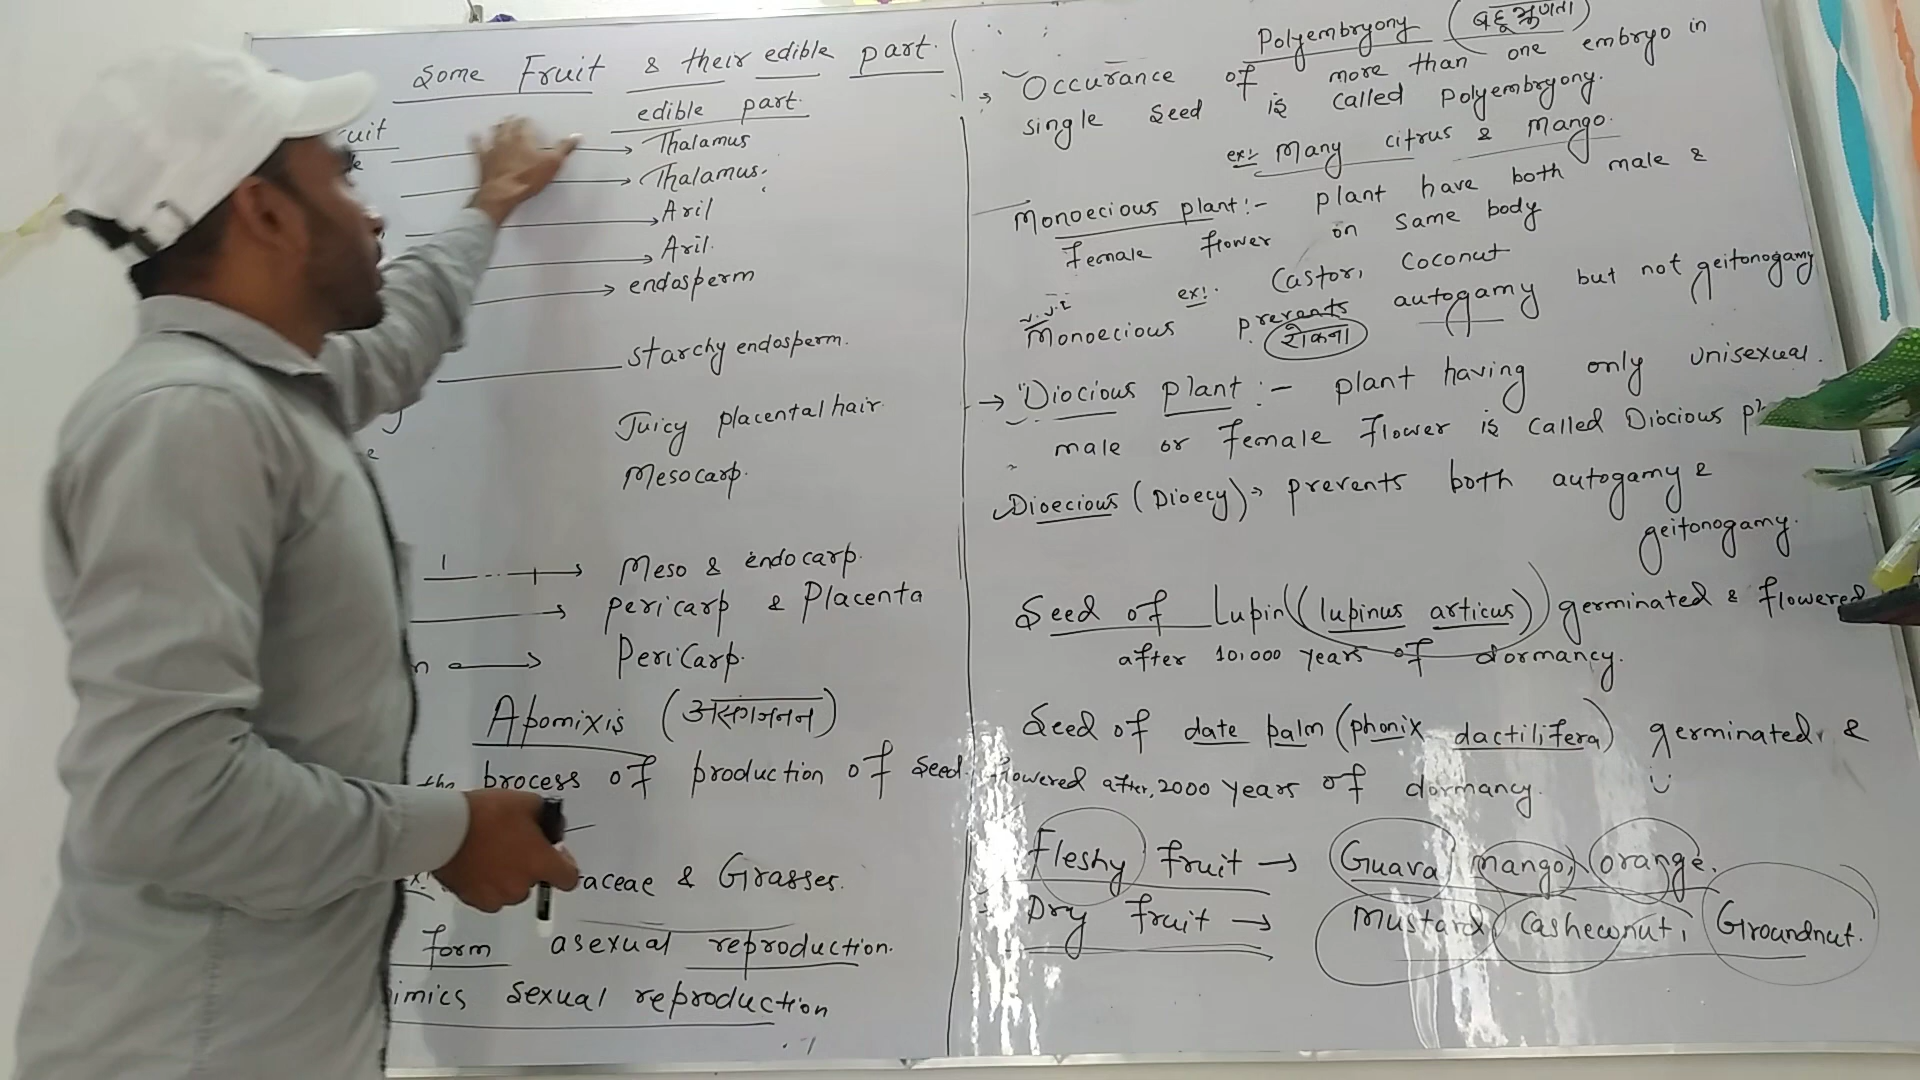 Some Fruit & their edible part.
edible part.
Thalamus
Thalamus.
Aril
Aril.
endosperm
starchy endosperm.
Juicy placental hair.
Mesocarp.
Meso & endocarp.
pericarp & Placenta
Pericarp.
Apomixis (असंगजनन)
the process of production of seed.
aceae & Grasses.
form asexual reproduction.
imics sexual reproduction
Polyembryony (बहुभ्रूणता)
Occurance of more than one embryo in
single seed is called polyembryony.
ex:- Many citrus & Mango.
Monoecious plant:- plant have both male &
Female flower on same body
ex:- Castor, Coconut
v.v.I
Monoecious prevents autogamy but not geitonogamy
रोकना
→ Diocious plant :- plant having only unisexual.
male or female Flower is called Diocious
Dioecious (Dioecy)→ prevents both autogamy &
geitonogamy.
Seed of Lupin (lupinus articus) germinated & flowered
after 10,000 years of dormancy.
Seed of date palm (phonix dactilifera) germinated &
flowered after 2000 years of dormancy.
Fleshy fruit → Guava, mango, orange.
Dry fruit → Mustard, Cashewnut, Groundnut.